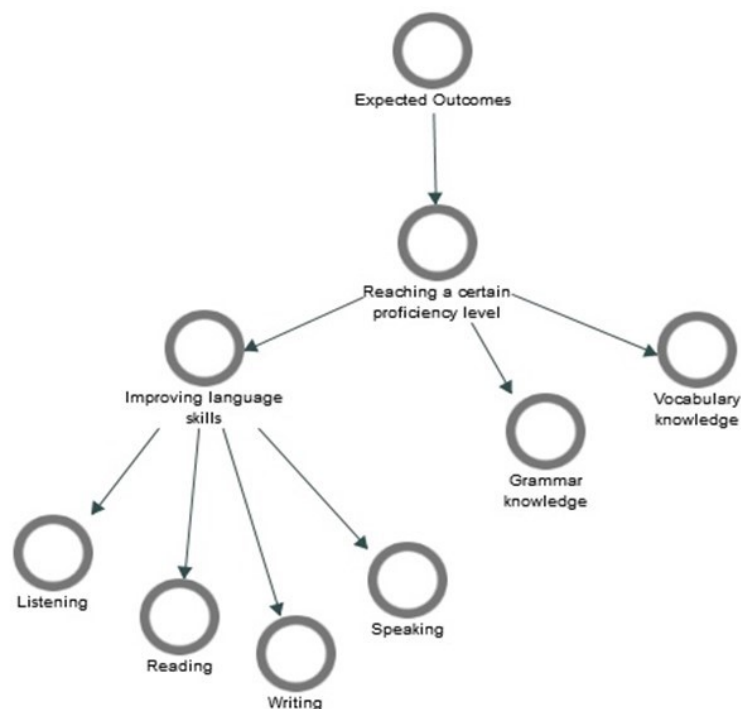 Expected Outcomes
Reaching a certain
proficiency level
Improving language
skills
Vocabulary
knowledge
Grammar
knowledge
Listening
Reading
Writing
Speaking